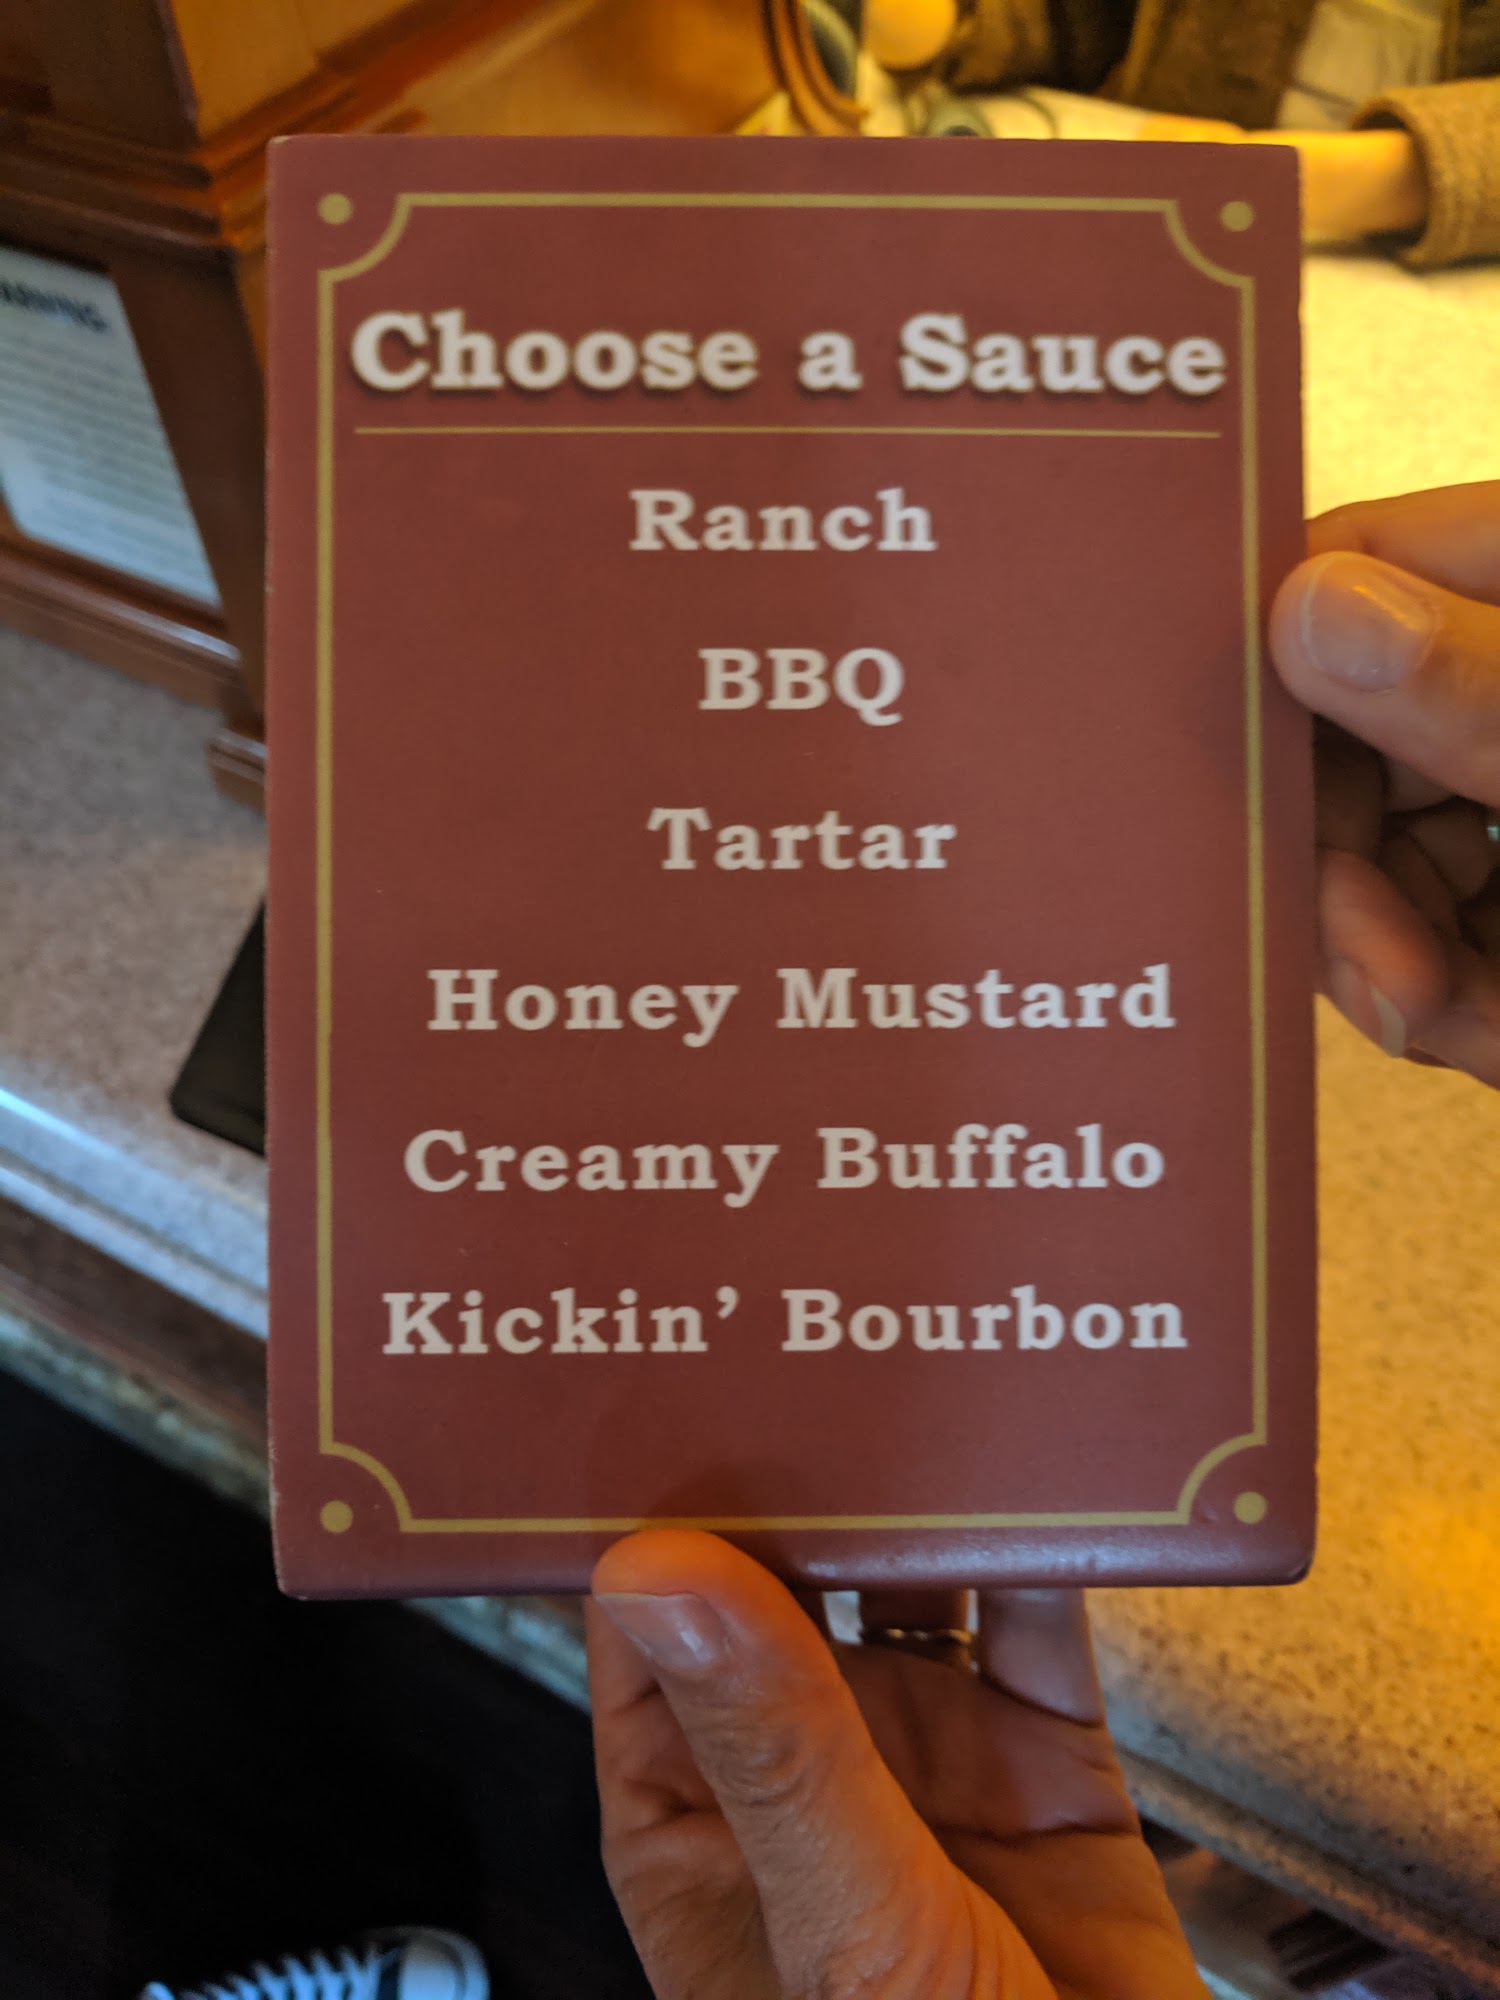 Choose a Sauce
Ranch
BBQ
Tartar
Honey Mustard
Creamy Buffalo
Kickin’ Bourbon